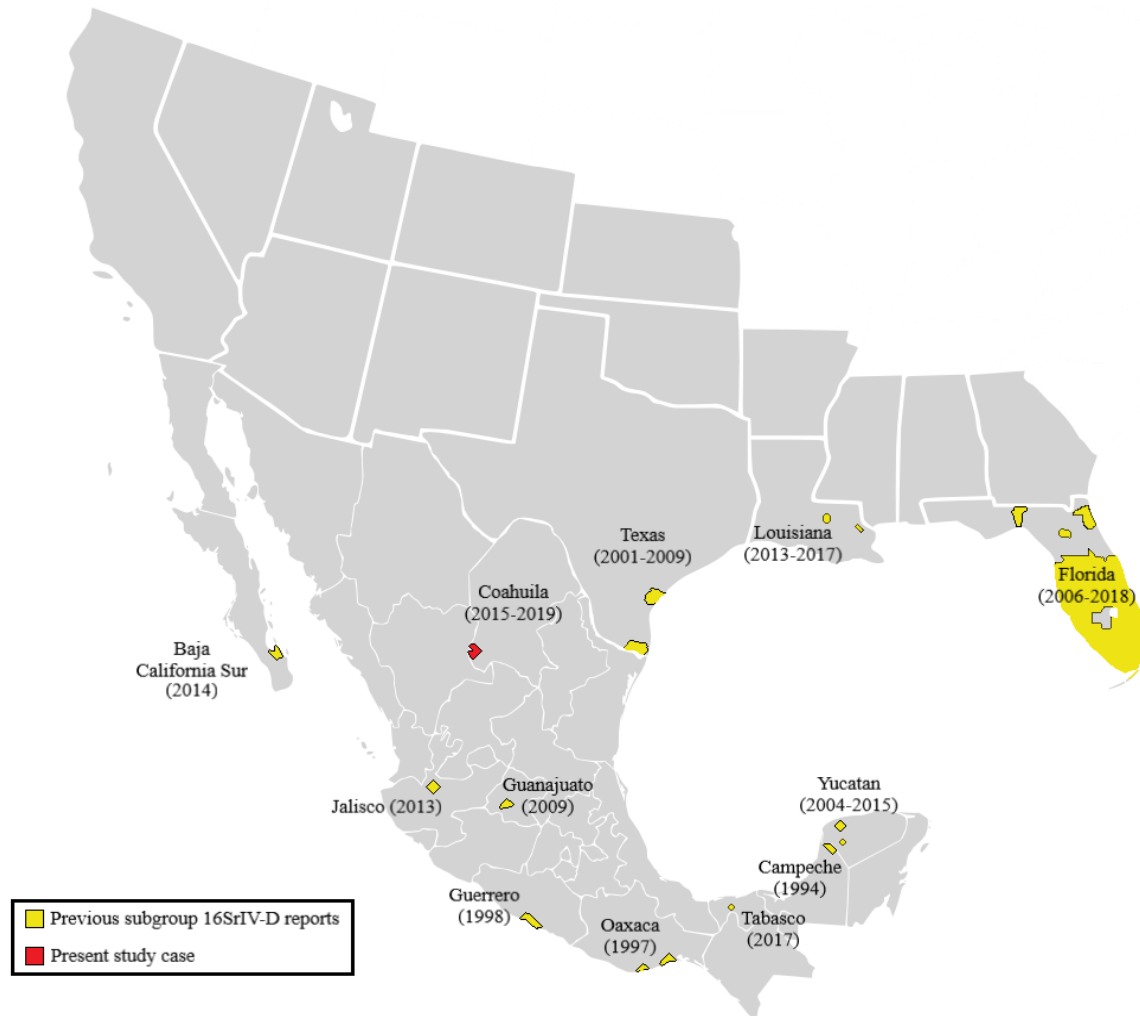 Texas
(2001-2009)
Louisiana
(2013-2017)
Florida
(2006-2018)
Coahuila
(2015-2019)
Baja
California Sur
(2014)
Jalisco (2013)
Guanajuato
(2009)
Yucatan
(2004-2015)
Campeche
(1994)
Guerrero
(1998)
Oaxaca
(1997)
Tabasco
(2017)
Previous subgroup 16SrIV-D reports
Present study case